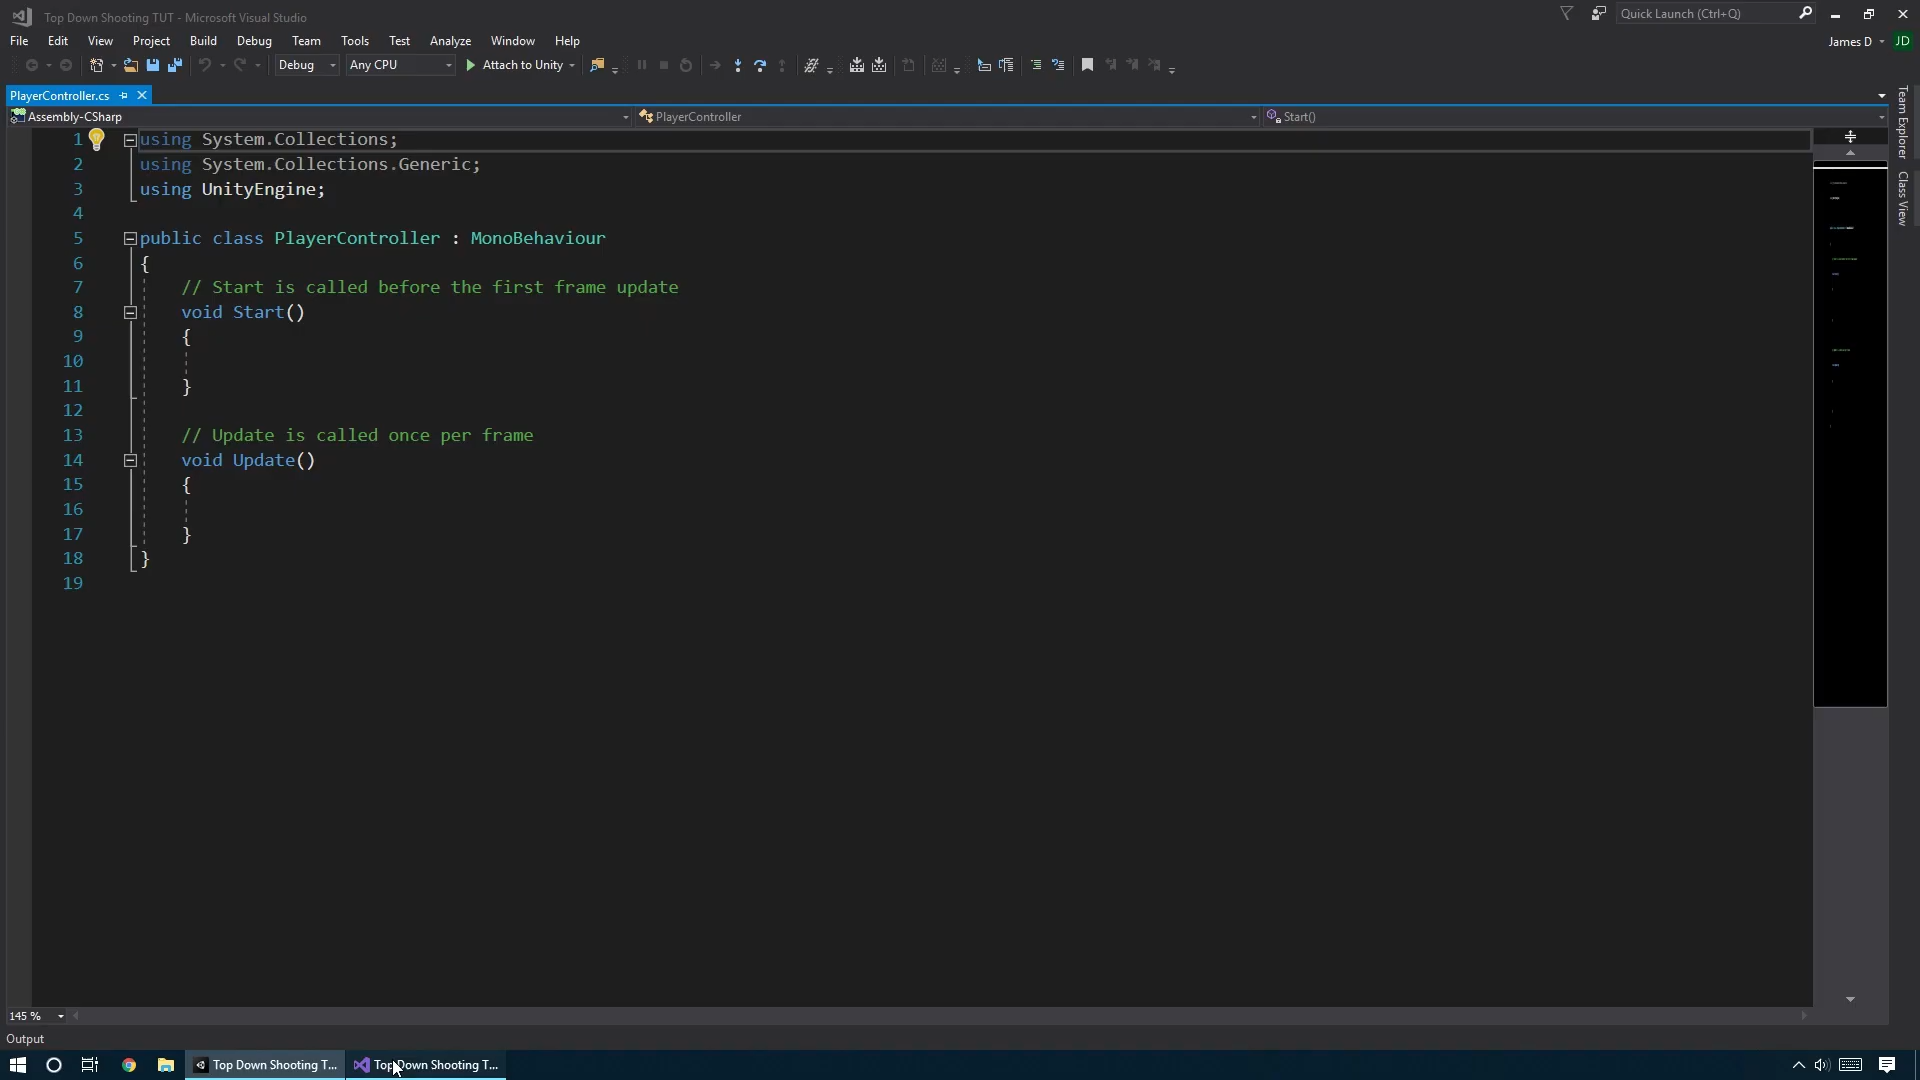 Top Down Shooting TUT - Microsoft Visual Studio
Quick Launch (Ctrl+Q)
File Edit View Project Build Debug Team Tools Test Analyze Window Help
James D JD
Debug Any CPU Attach to Unity
PlayerController.cs
Assembly-CSharp PlayerController Start()
1 using System.Collections;
2 using System.Collections.Generic;
3 using UnityEngine;
4
5 public class PlayerController : MonoBehaviour
6 {
7 // Start is called before the first frame update
8 void Start()
9 {
10
11 }
12
13 // Update is called once per frame
14 void Update()
15 {
16
17 }
18 }
19
Team Explorer
Class View
145 %
Output
Top Down Shooting T... Top Down Shooting T...